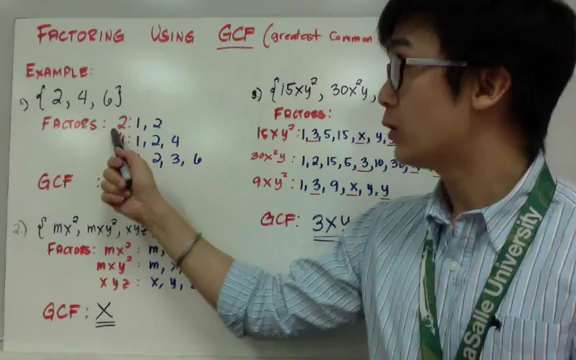 FACTORING USING GCF (greatest common
EXAMPLE:
1) {2, 4, 6}
FACTORS: 2: 1, 2
: 1, 2, 4
2, 3, 6
GCF :
2.) { mx², mxy², xyz
FACTORS: mx² : m,
mxy² : m, x
xyz : x, y,
GCF: x
3) {15xy², 30x²y,
FACTORS:
15xy²: 1, 3, 5, 15, x, y,
30x²y: 1, 2, 15, 5, 3, 10, 30,
9xy²: 1, 3, 9, x, y, y
GCF: 3xy
LaSalle University